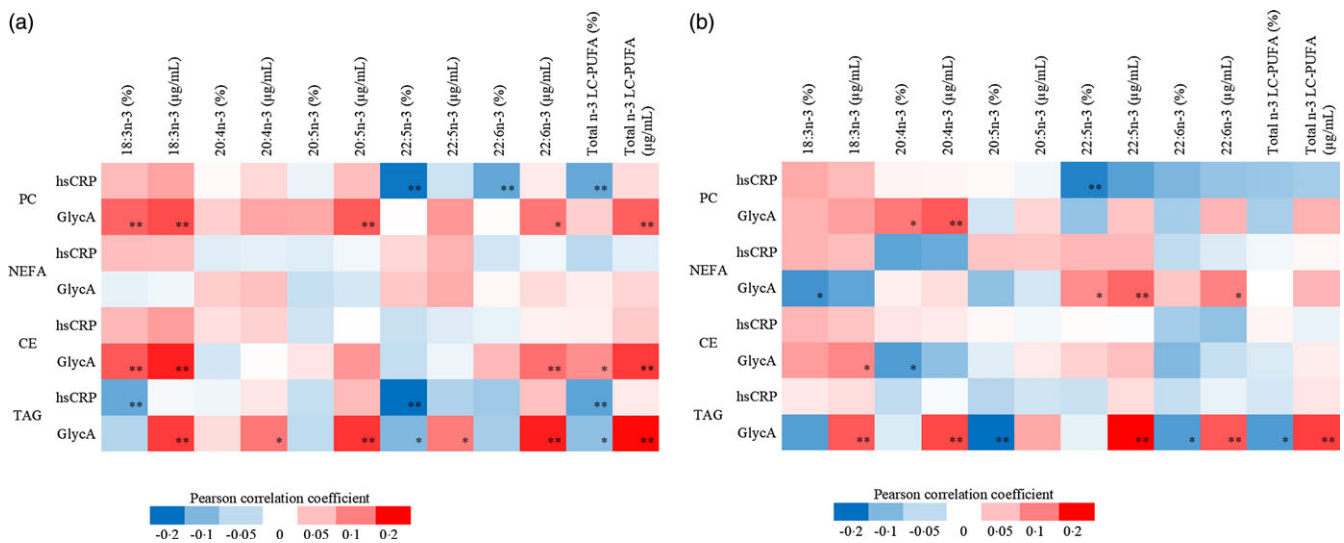 (a)
18:3n-3 (%)
18:3n-3 (µg/mL)
20:4n-3 (%)
20:4n-3 (µg/mL)
20:5n-3 (%)
20:5n-3 (µg/mL)
22:5n-3 (%)
22:5n-3 (µg/mL)
22:6n-3 (%)
22:6n-3 (µg/mL)
Total n-3 LC-PUFA (%)
Total n-3 LC-PUFA
(µg/mL)
PC
hsCRP
** ** **
GlycA
** ** ** * **
NEFA
hsCRP
GlycA
CE
hsCRP
GlycA
** ** ** * **
TAG
hsCRP
** ** **
GlycA
** * ** * * ** * **
Pearson correlation coefficient
-0·2 -0·1 -0·05 0 0·05 0·1 0·2
(b)
18:3n-3 (%)
18:3n-3 (µg/mL)
20:4n-3 (%)
20:4n-3 (µg/mL)
20:5n-3 (%)
20:5n-3 (µg/mL)
22:5n-3 (%)
22:5n-3 (µg/mL)
22:6n-3 (%)
22:6n-3 (µg/mL)
Total n-3 LC-PUFA (%)
Total n-3 LC-PUFA
(µg/mL)
PC
hsCRP
**
GlycA
* **
NEFA
hsCRP
GlycA
* * ** *
CE
hsCRP
GlycA
* *
TAG
hsCRP
GlycA
** ** ** ** * ** * **
Pearson correlation coefficient
-0·2 -0·1 -0·05 0 0·05 0·1 0·2